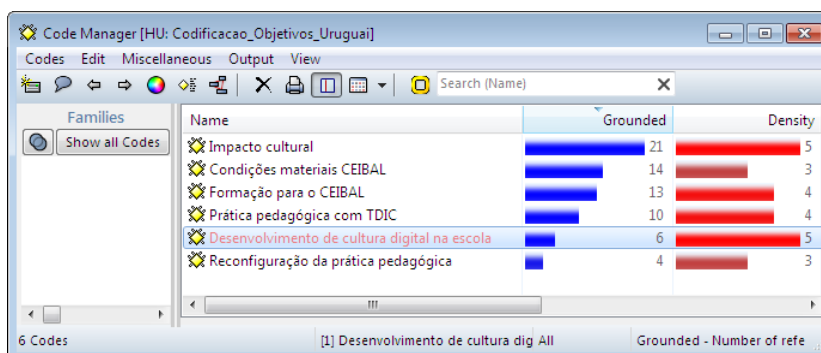 Code Manager [HU: Codificacao_Objetivos_Uruguai]
Codes Edit Miscellaneous Output View
Search (Name)
Families
Show all Codes
Name Grounded Density
Impacto cultural 21 5
Condições materiais CEIBAL 14 3
Formação para o CEIBAL 13 4
Prática pedagógica com TDIC 10 4
Desenvolvimento de cultura digital na escola 6 5
Reconfiguração da prática pedagógica 4 3
6 Codes [1] Desenvolvimento de cultura dig All Grounded - Number of refe